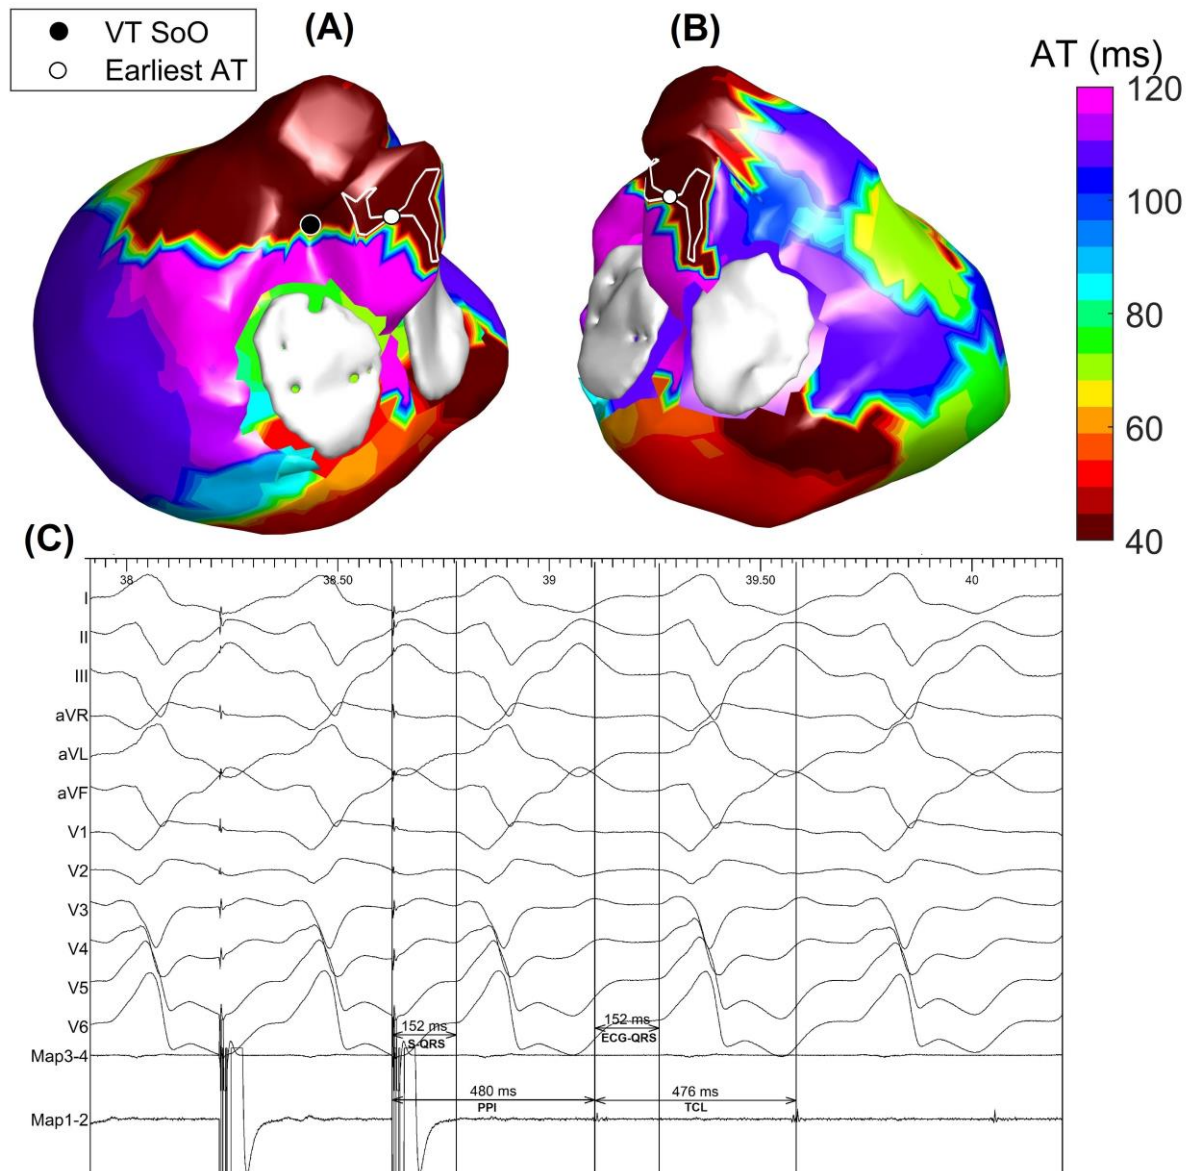 VT SoO
Earliest AT
(A)
(B)
AT (ms)
120
100
80
60
40
(C)
38
38.50
39
39.50
40
I
II
III
aVR
aVL
aVF
V1
V2
V3
V4
V5
V6
152 ms
S-QRS
152 ms
ECG-QRS
Map3-4
480 ms
PPI
476 ms
TCL
Map1-2